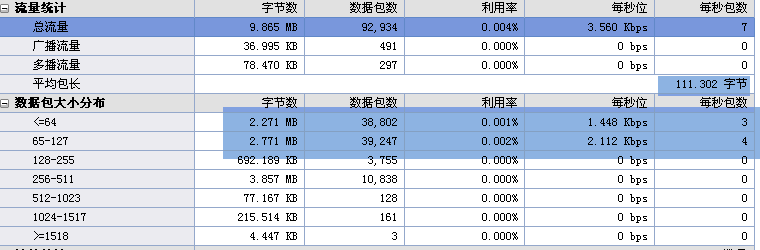 流量统计 字节数 数据包数 利用率 每秒位 每秒包数
总流量 9.865 MB 92,934 0.004% 3.560 Kbps 7
广播流量 36.995 KB 491 0.000% 0 bps 0
多播流量 78.470 KB 297 0.000% 0 bps 0
平均包长 111.302 字节
数据包大小分布 字节数 数据包数 利用率 每秒位 每秒包数
<=64 2.271 MB 38,802 0.001% 1.448 Kbps 3
65-127 2.771 MB 39,247 0.002% 2.112 Kbps 4
128-255 692.189 KB 3,755 0.000% 0 bps 0
256-511 3.857 MB 10,838 0.000% 0 bps 0
512-1023 77.167 KB 128 0.000% 0 bps 0
1024-1517 215.514 KB 161 0.000% 0 bps 0
>=1518 4.447 KB 3 0.000% 0 bps 0